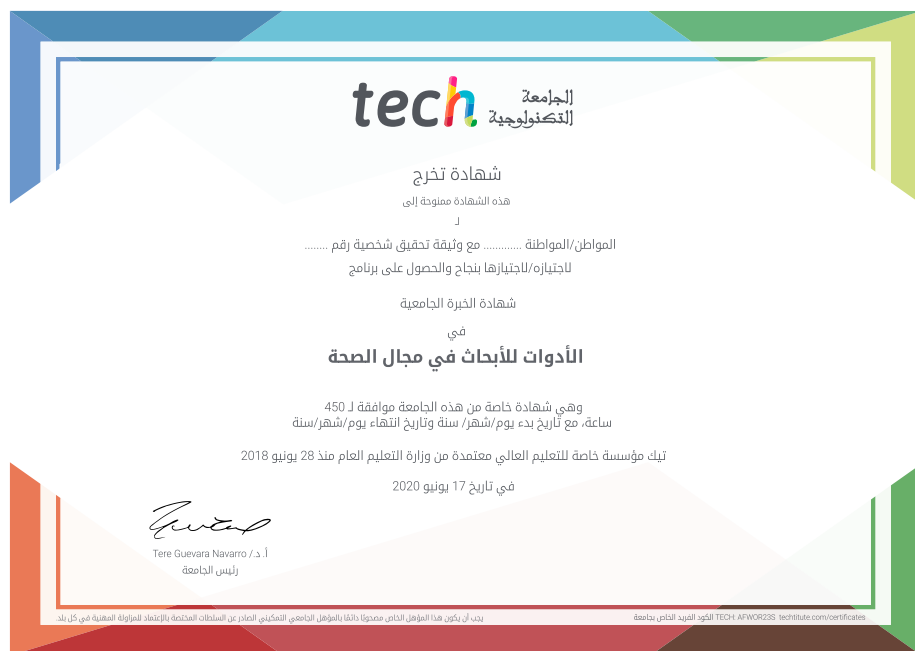 tech
الجامعة
التكنولوجية
شهادة تخرج
هذه الشهادة ممنوحة إلى
لـ
المواطن/المواطنة ............. مع وثيقة تحقيق شخصية رقم ........
لاجتيازه/لاجتيازها بنجاح والحصول على برنامج
شهادة الخبرة الجامعية
في
الأدوات للأبحاث في مجال الصحة
وهي شهادة خاصة من هذه الجامعة موافقة لـ 450
ساعة، مع تاريخ بدء يوم/شهر/ سنة وتاريخ انتهاء يوم/شهر/سنة
تيك مؤسسة خاصة للتعليم العالي معتمدة من وزارة التعليم العام منذ 28 يونيو 2018
في تاريخ 17 يونيو 2020
أ. د./ Tere Guevara Navarro
رئيس الجامعة
يجب أن يكون هذا المؤهل الخاص مصحوبًا دائمًا بالمؤهل الجامعي التمكيني الصادر عن السلطات المختصة بالإعتماد للمزاولة المهنية في كل بلد.
الكود الفريد الخاص بجامعة TECH: AFWOR23S techtitute.com/certificates